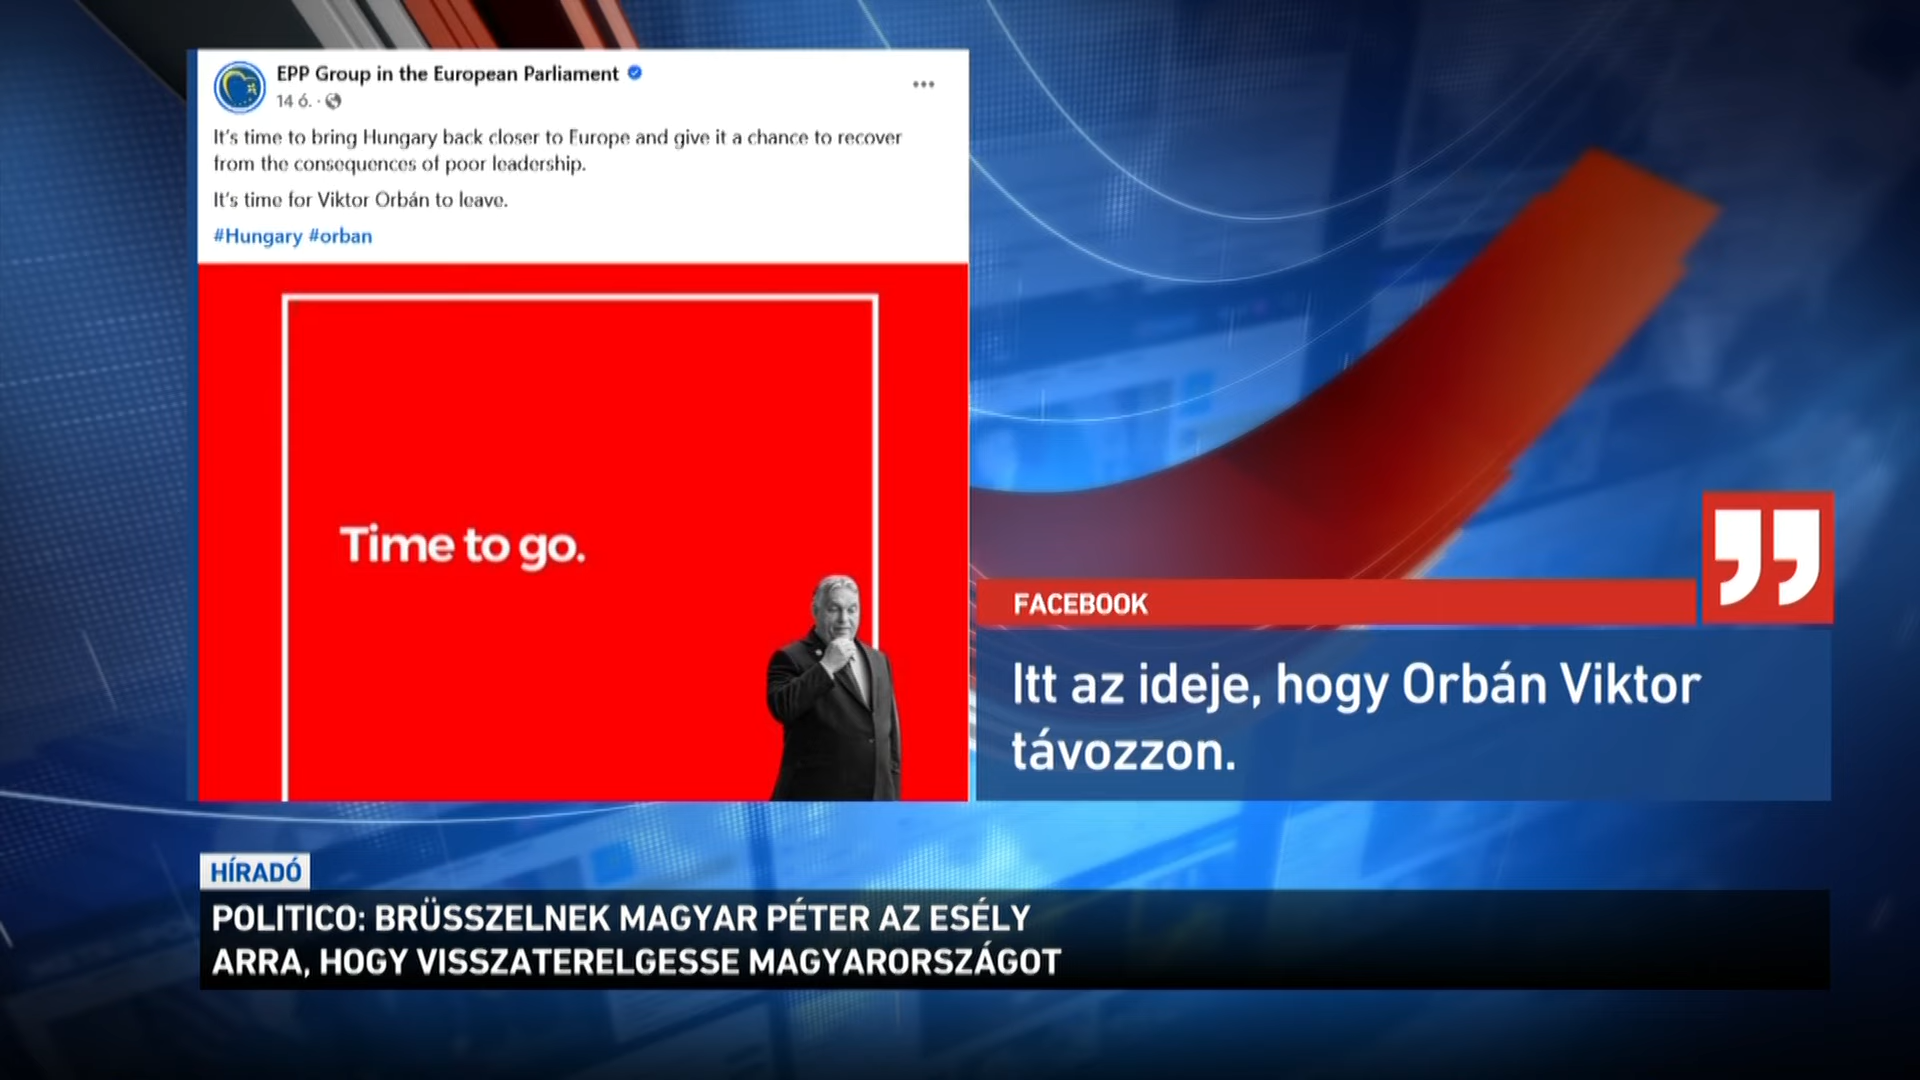 EPP Group in the European Parliament
14 ó. ·
It's time to bring Hungary back closer to Europe and give it a chance to recover
from the consequences of poor leadership.
It's time for Viktor Orbán to leave.
#Hungary #orban
Time to go.
FACEBOOK
Itt az ideje, hogy Orbán Viktor
távozzon.
HÍRADÓ
POLITICO: BRÜSSZELNEK MAGYAR PÉTER AZ ESÉLY
ARRA, HOGY VISSZATERELGESSE MAGYARORSZÁGOT